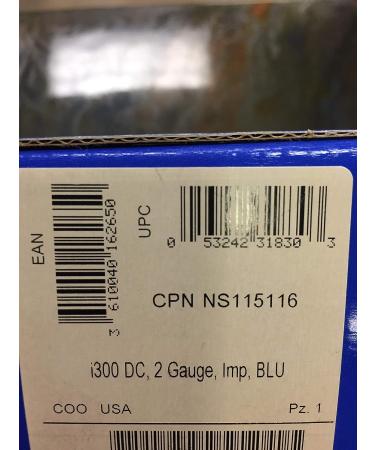 EAN
3 610040 162650
UPC
0 53242 31830 3
CPN NS115116
i300 DC, 2 Gauge, Imp, BLU
COO USA Pz. 1